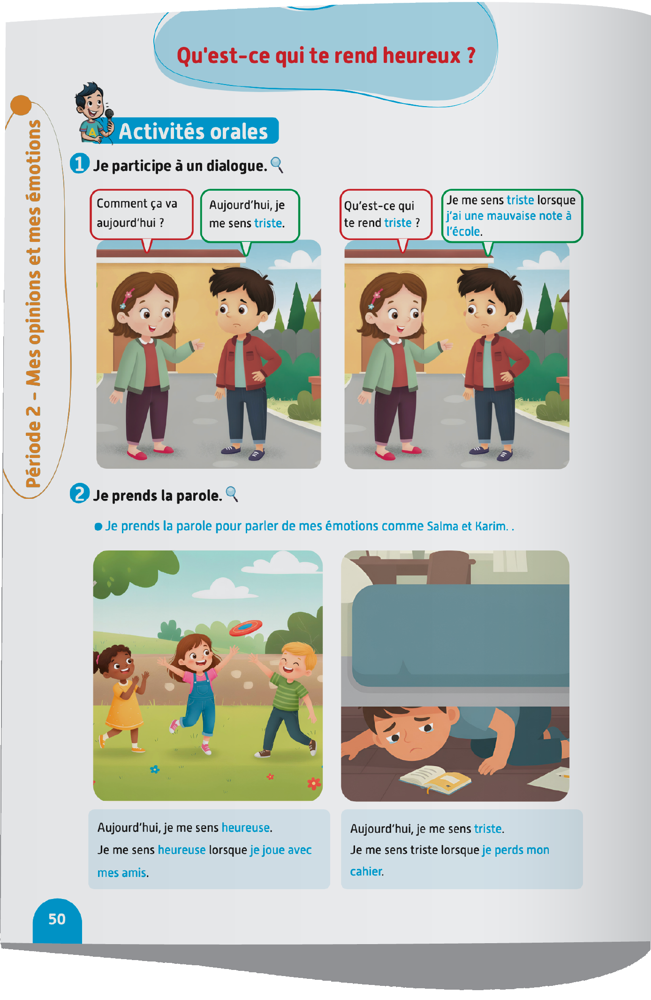 Qu'est-ce qui te rend heureux ?
Période 2 - Mes opinions et mes émotions
A
Activités orales
1 Je participe à un dialogue.
Comment ça va
aujourd'hui ?
Aujourd'hui, je
me sens triste.
Qu'est-ce qui
te rend triste ?
Je me sens triste lorsque
j'ai une mauvaise note à
l'école.
2 Je prends la parole.
● Je prends la parole pour parler de mes émotions comme Salma et Karim. .
Aujourd'hui, je me sens heureuse.
Je me sens heureuse lorsque je joue avec
mes amis.
Aujourd'hui, je me sens triste.
Je me sens triste lorsque je perds mon
cahier.
50